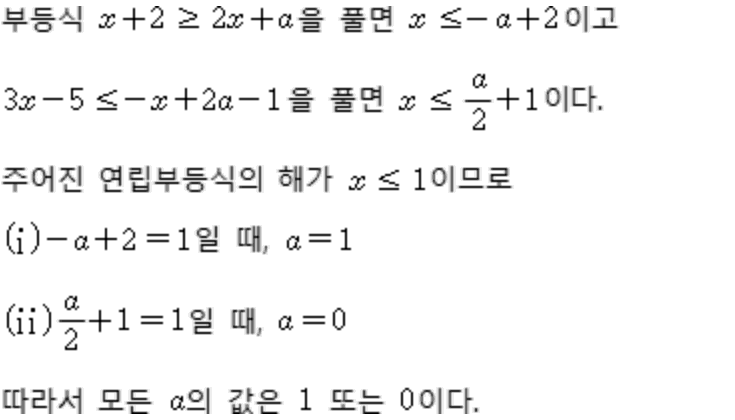 부등식 x+2 ≥ 2x+a을 풀면 x ≤-a+2이고
3x-5 ≤-x+2a-1을 풀면 x ≤ a/2+1이다.
주어진 연립부등식의 해가 x ≤ 1이므로
(i)-a+2=1일 때, a=1
(ii)a/2+1=1일 때, a=0
따라서 모든 a의 값은 1 또는 0이다.